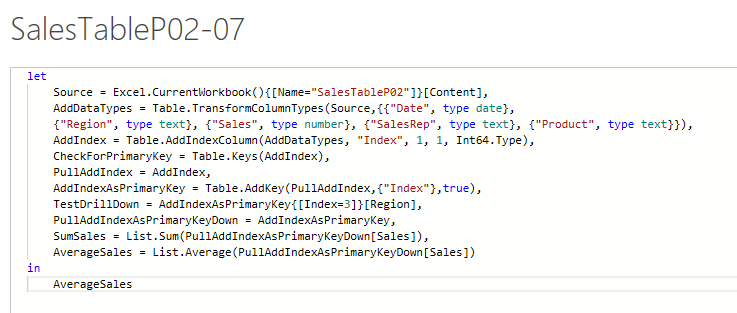 SalesTableP02-07
let
Source = Excel.CurrentWorkbook(){[Name="SalesTableP02"]}[Content],
AddDataTypes = Table.TransformColumnTypes(Source,{{"Date", type date},
{"Region", type text}, {"Sales", type number}, {"SalesRep", type text}, {"Product", type text}}),
AddIndex = Table.AddIndexColumn(AddDataTypes, "Index", 1, 1, Int64.Type),
CheckForPrimaryKey = Table.Keys(AddIndex),
PullAddIndex = AddIndex,
AddIndexAsPrimaryKey = Table.AddKey(PullAddIndex,{"Index"},true),
TestDrillDown = AddIndexAsPrimaryKey{[Index=3]}[Region],
PullAddIndexAsPrimaryKeyDown = AddIndexAsPrimaryKey,
SumSales = List.Sum(PullAddIndexAsPrimaryKeyDown[Sales]),
AverageSales = List.Average(PullAddIndexAsPrimaryKeyDown[Sales])
in
AverageSales